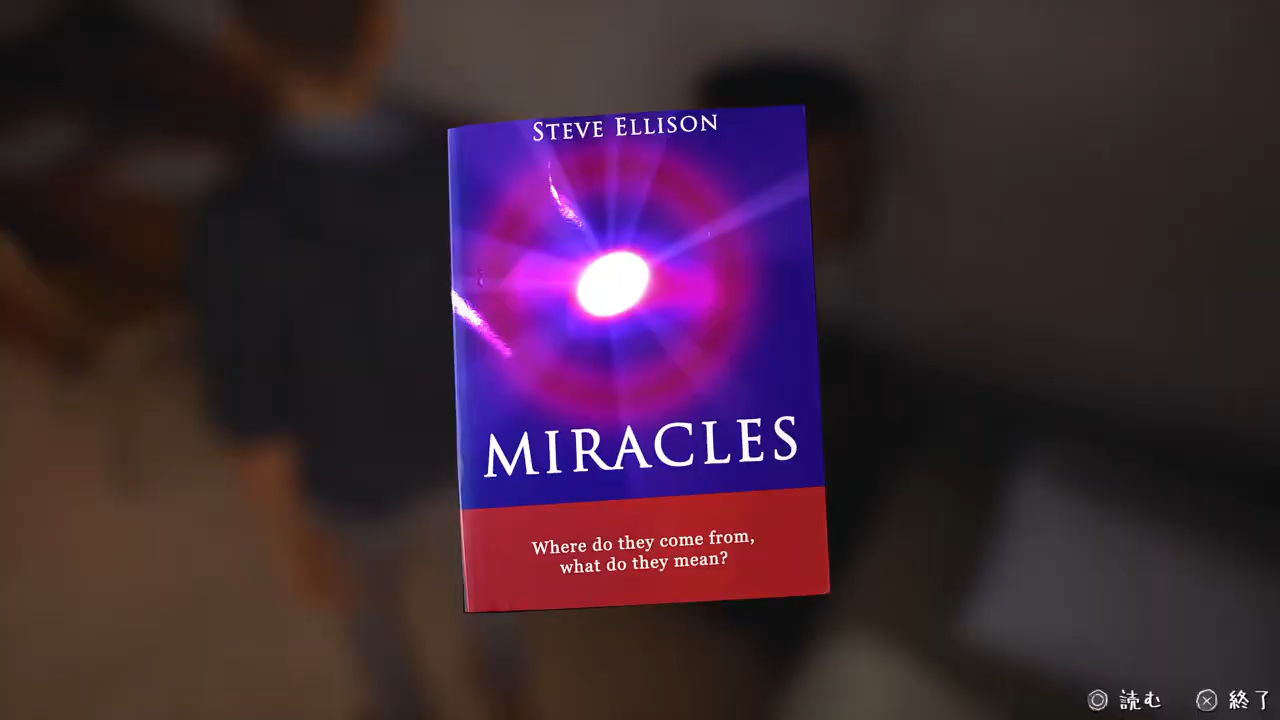 STEVE ELLISON
MIRACLES
Where do they come from,
what do they mean?
読む 終了